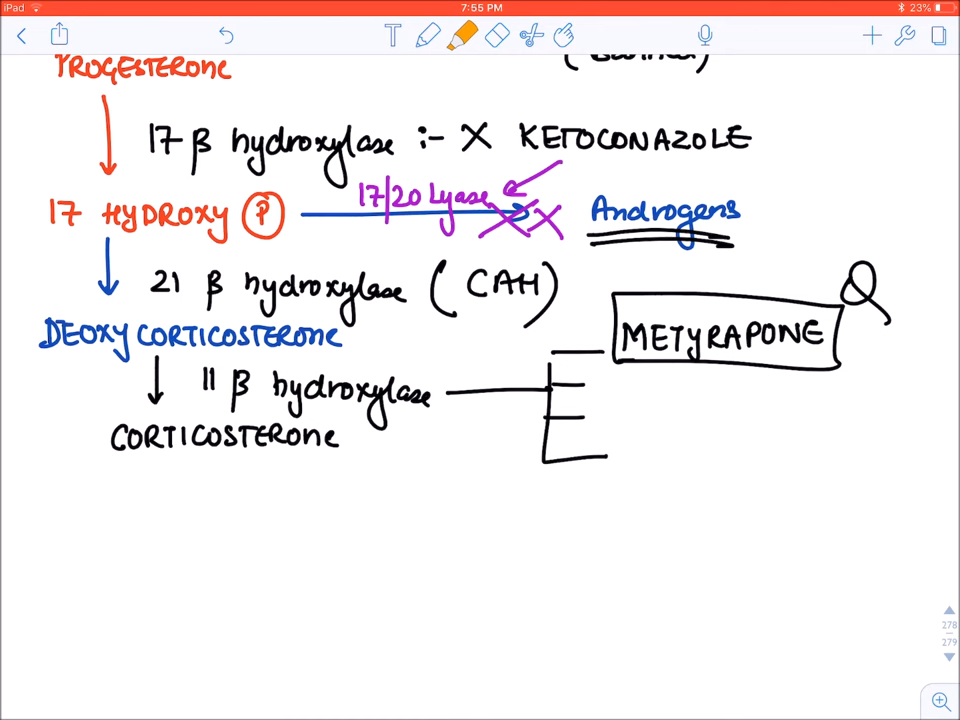 iPad
7:55 PM
23%
T
PROGESTERONE
17 β hydroxylase :- X KETOCONAZOLE
17/20 Lyase
17 HYDROXY P
Androgens
21 β hydroxylase (CAH)
Q
METYRAPONE
DEOXY CORTICOSTERONE
11 β hydroxylase
CORTICOSTERONE
278
279